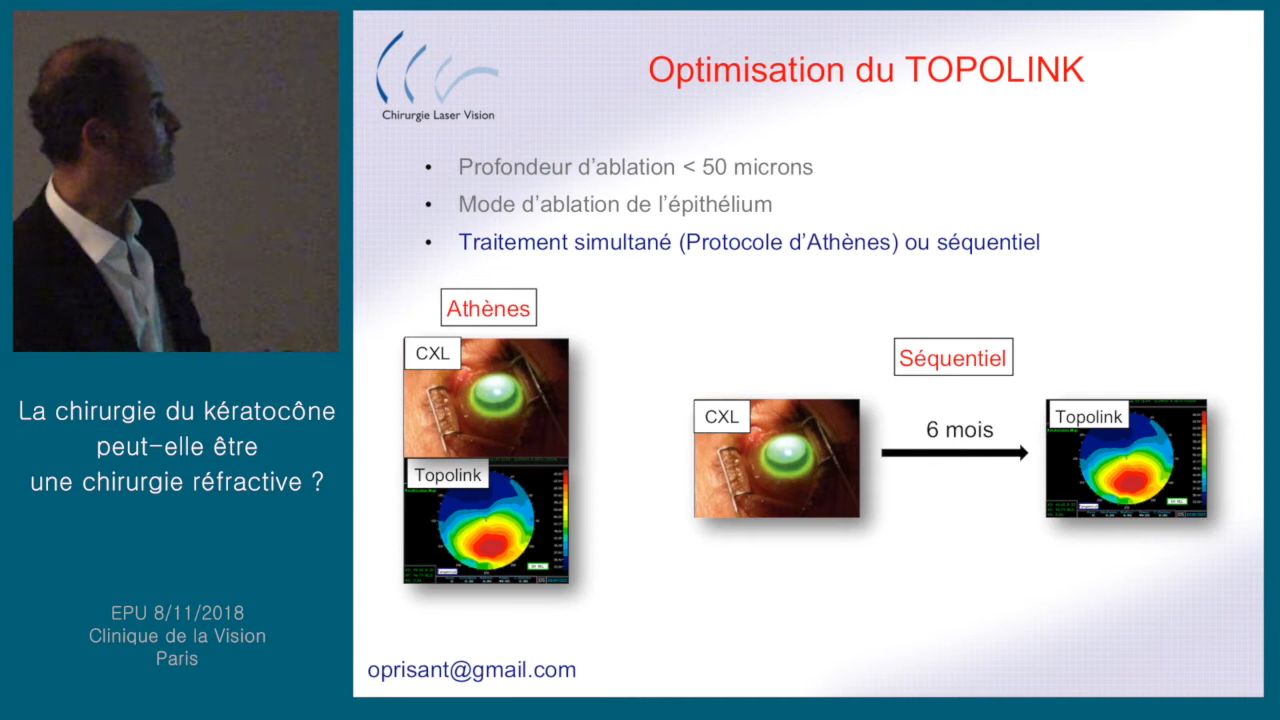 La chirurgie du kératocône
peut-elle être
une chirurgie réfractive ?
EPU 8/11/2018
Clinique de la Vision
Paris
Chirurgie Laser Vision
Optimisation du TOPOLINK
• Profondeur d'ablation < 50 microns
• Mode d'ablation de l'épithélium
• Traitement simultané (Protocole d'Athènes) ou séquentiel
Athènes
CXL
Topolink
Séquentiel
CXL
6 mois
Topolink
oprisant@gmail.com